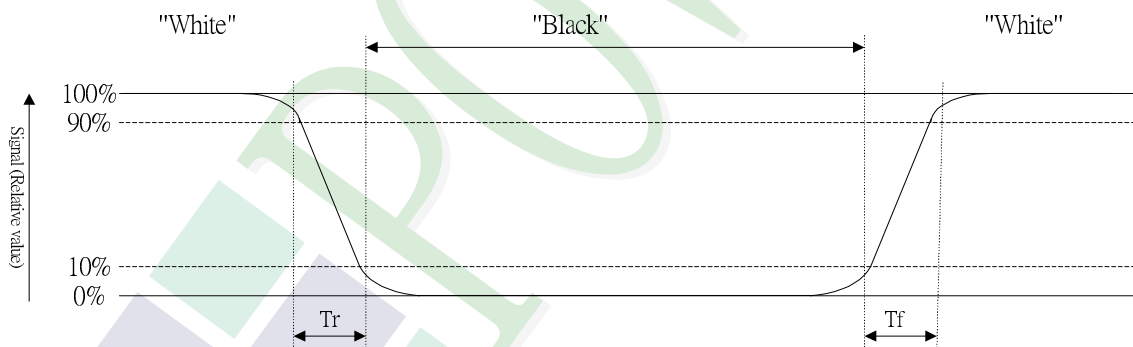 "White" "Black" "White"
100%
90%
Signal (Relative value)
10%
0%
Tr Tf